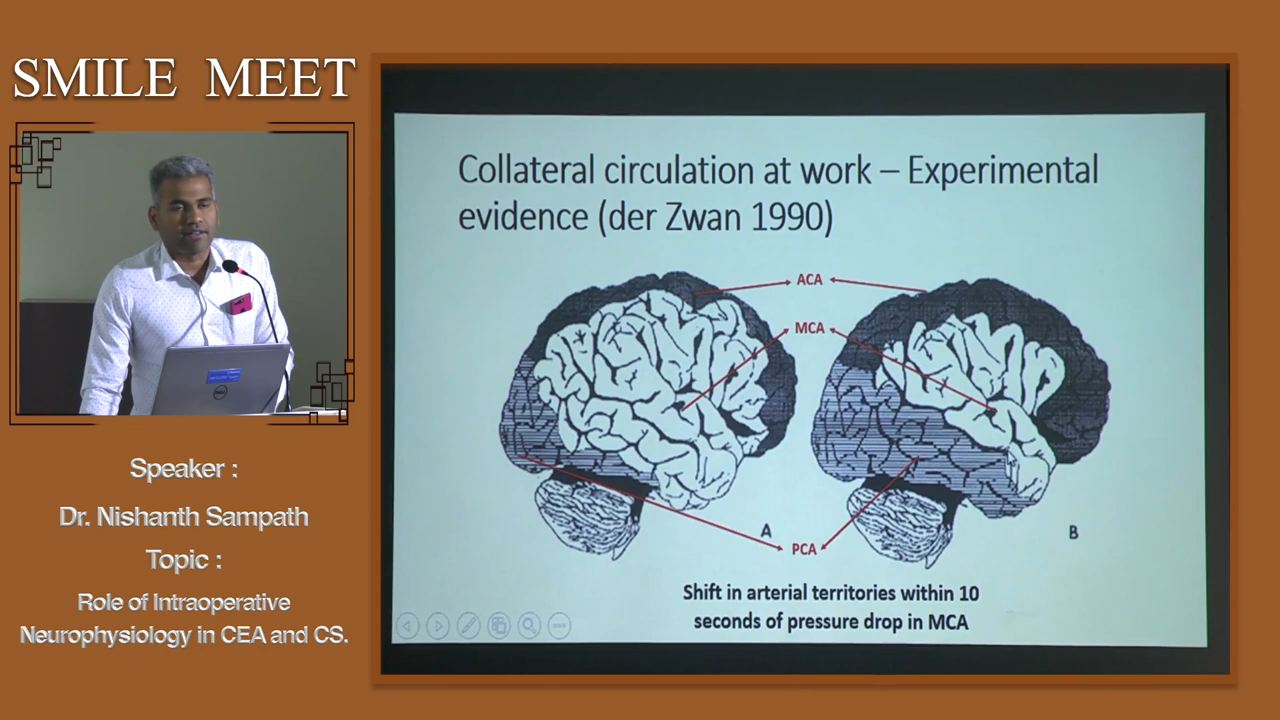 SMILE MEET
Speaker :
Dr. Nishanth Sampath
Topic :
Role of Intraoperative
Neurophysiology in CEA and CS.
Collateral circulation at work – Experimental
evidence (der Zwan 1990)
ACA
MCA
A
B
PCA
Shift in arterial territories within 10
seconds of pressure drop in MCA